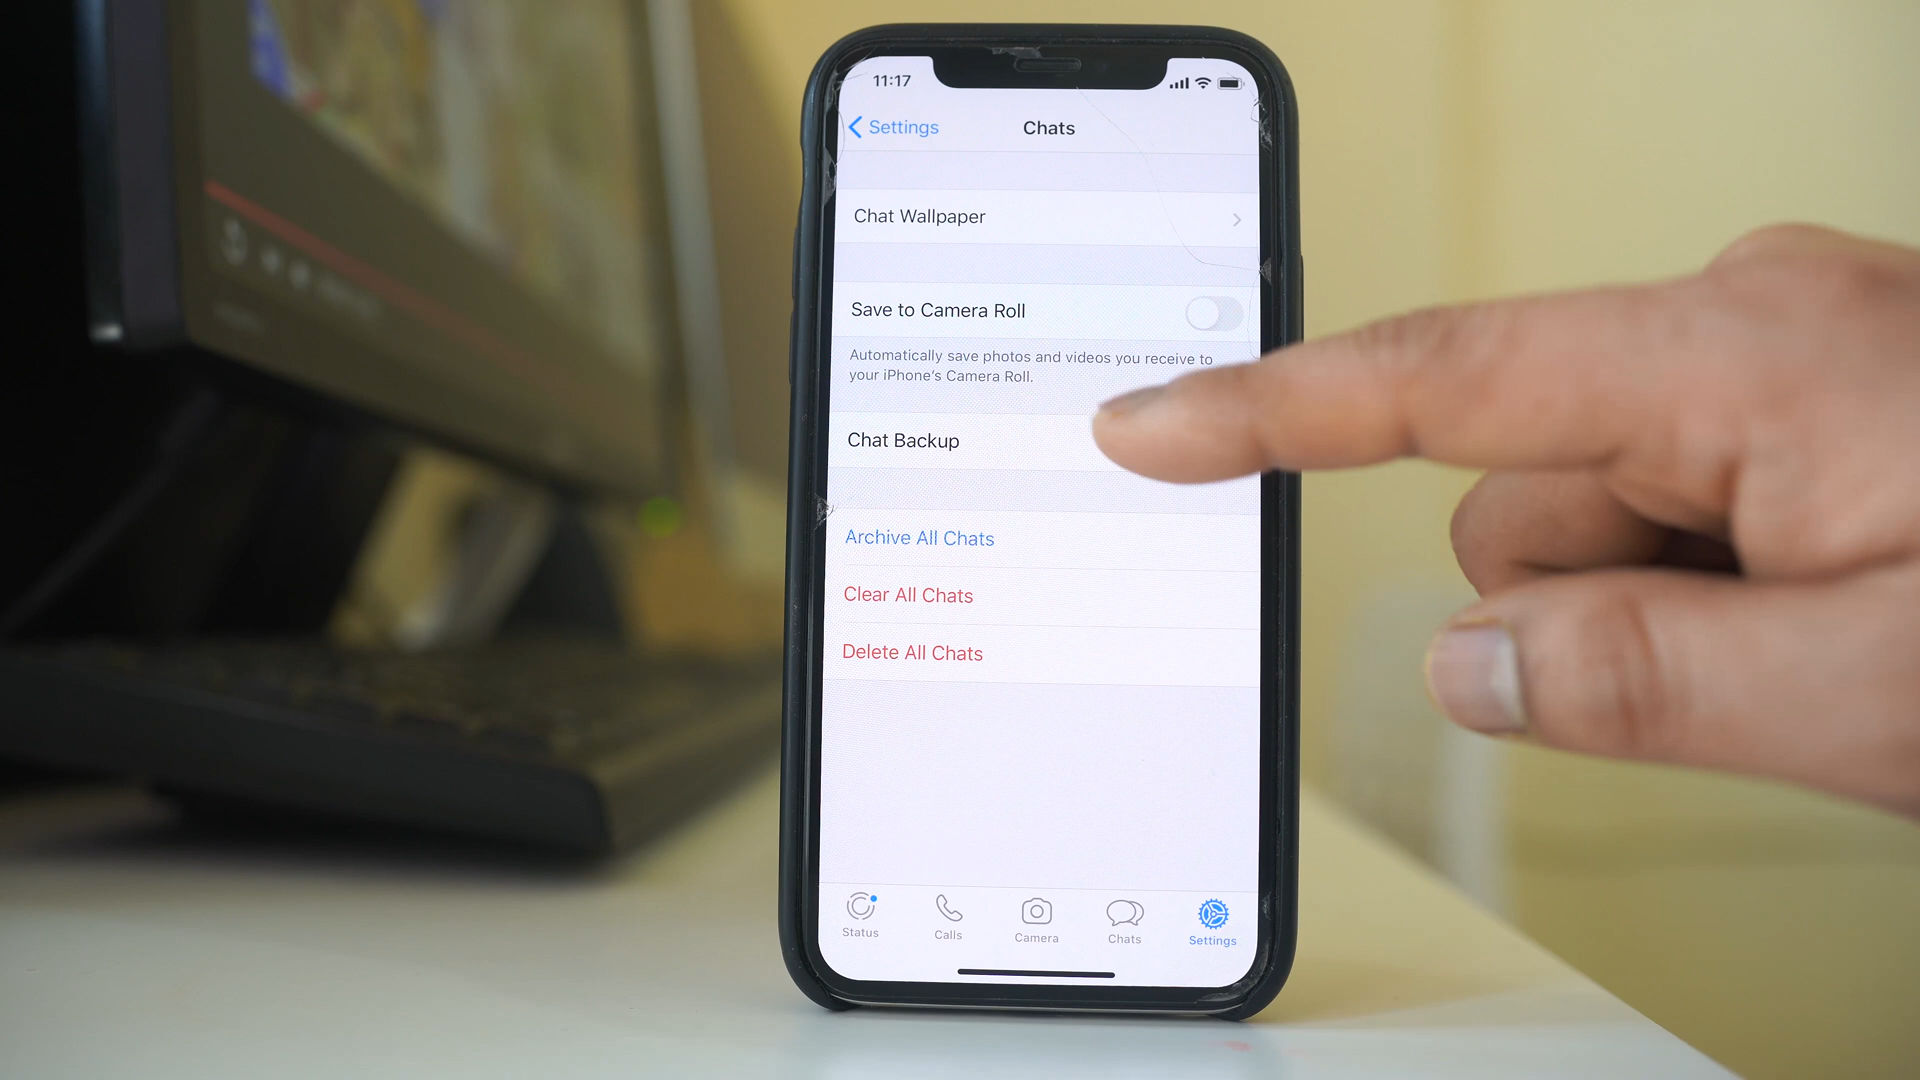 11:17
Settings
Chats
Chat Wallpaper
Save to Camera Roll
Automatically save photos and videos you receive to
your iPhone's Camera Roll.
Chat Backup
Archive All Chats
Clear All Chats
Delete All Chats
Status
Calls
Camera
Chats
Settings